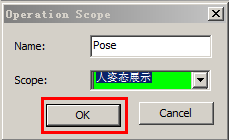 Operation Scope
Name: Pose
Scope: 人姿态展示
OK Cancel